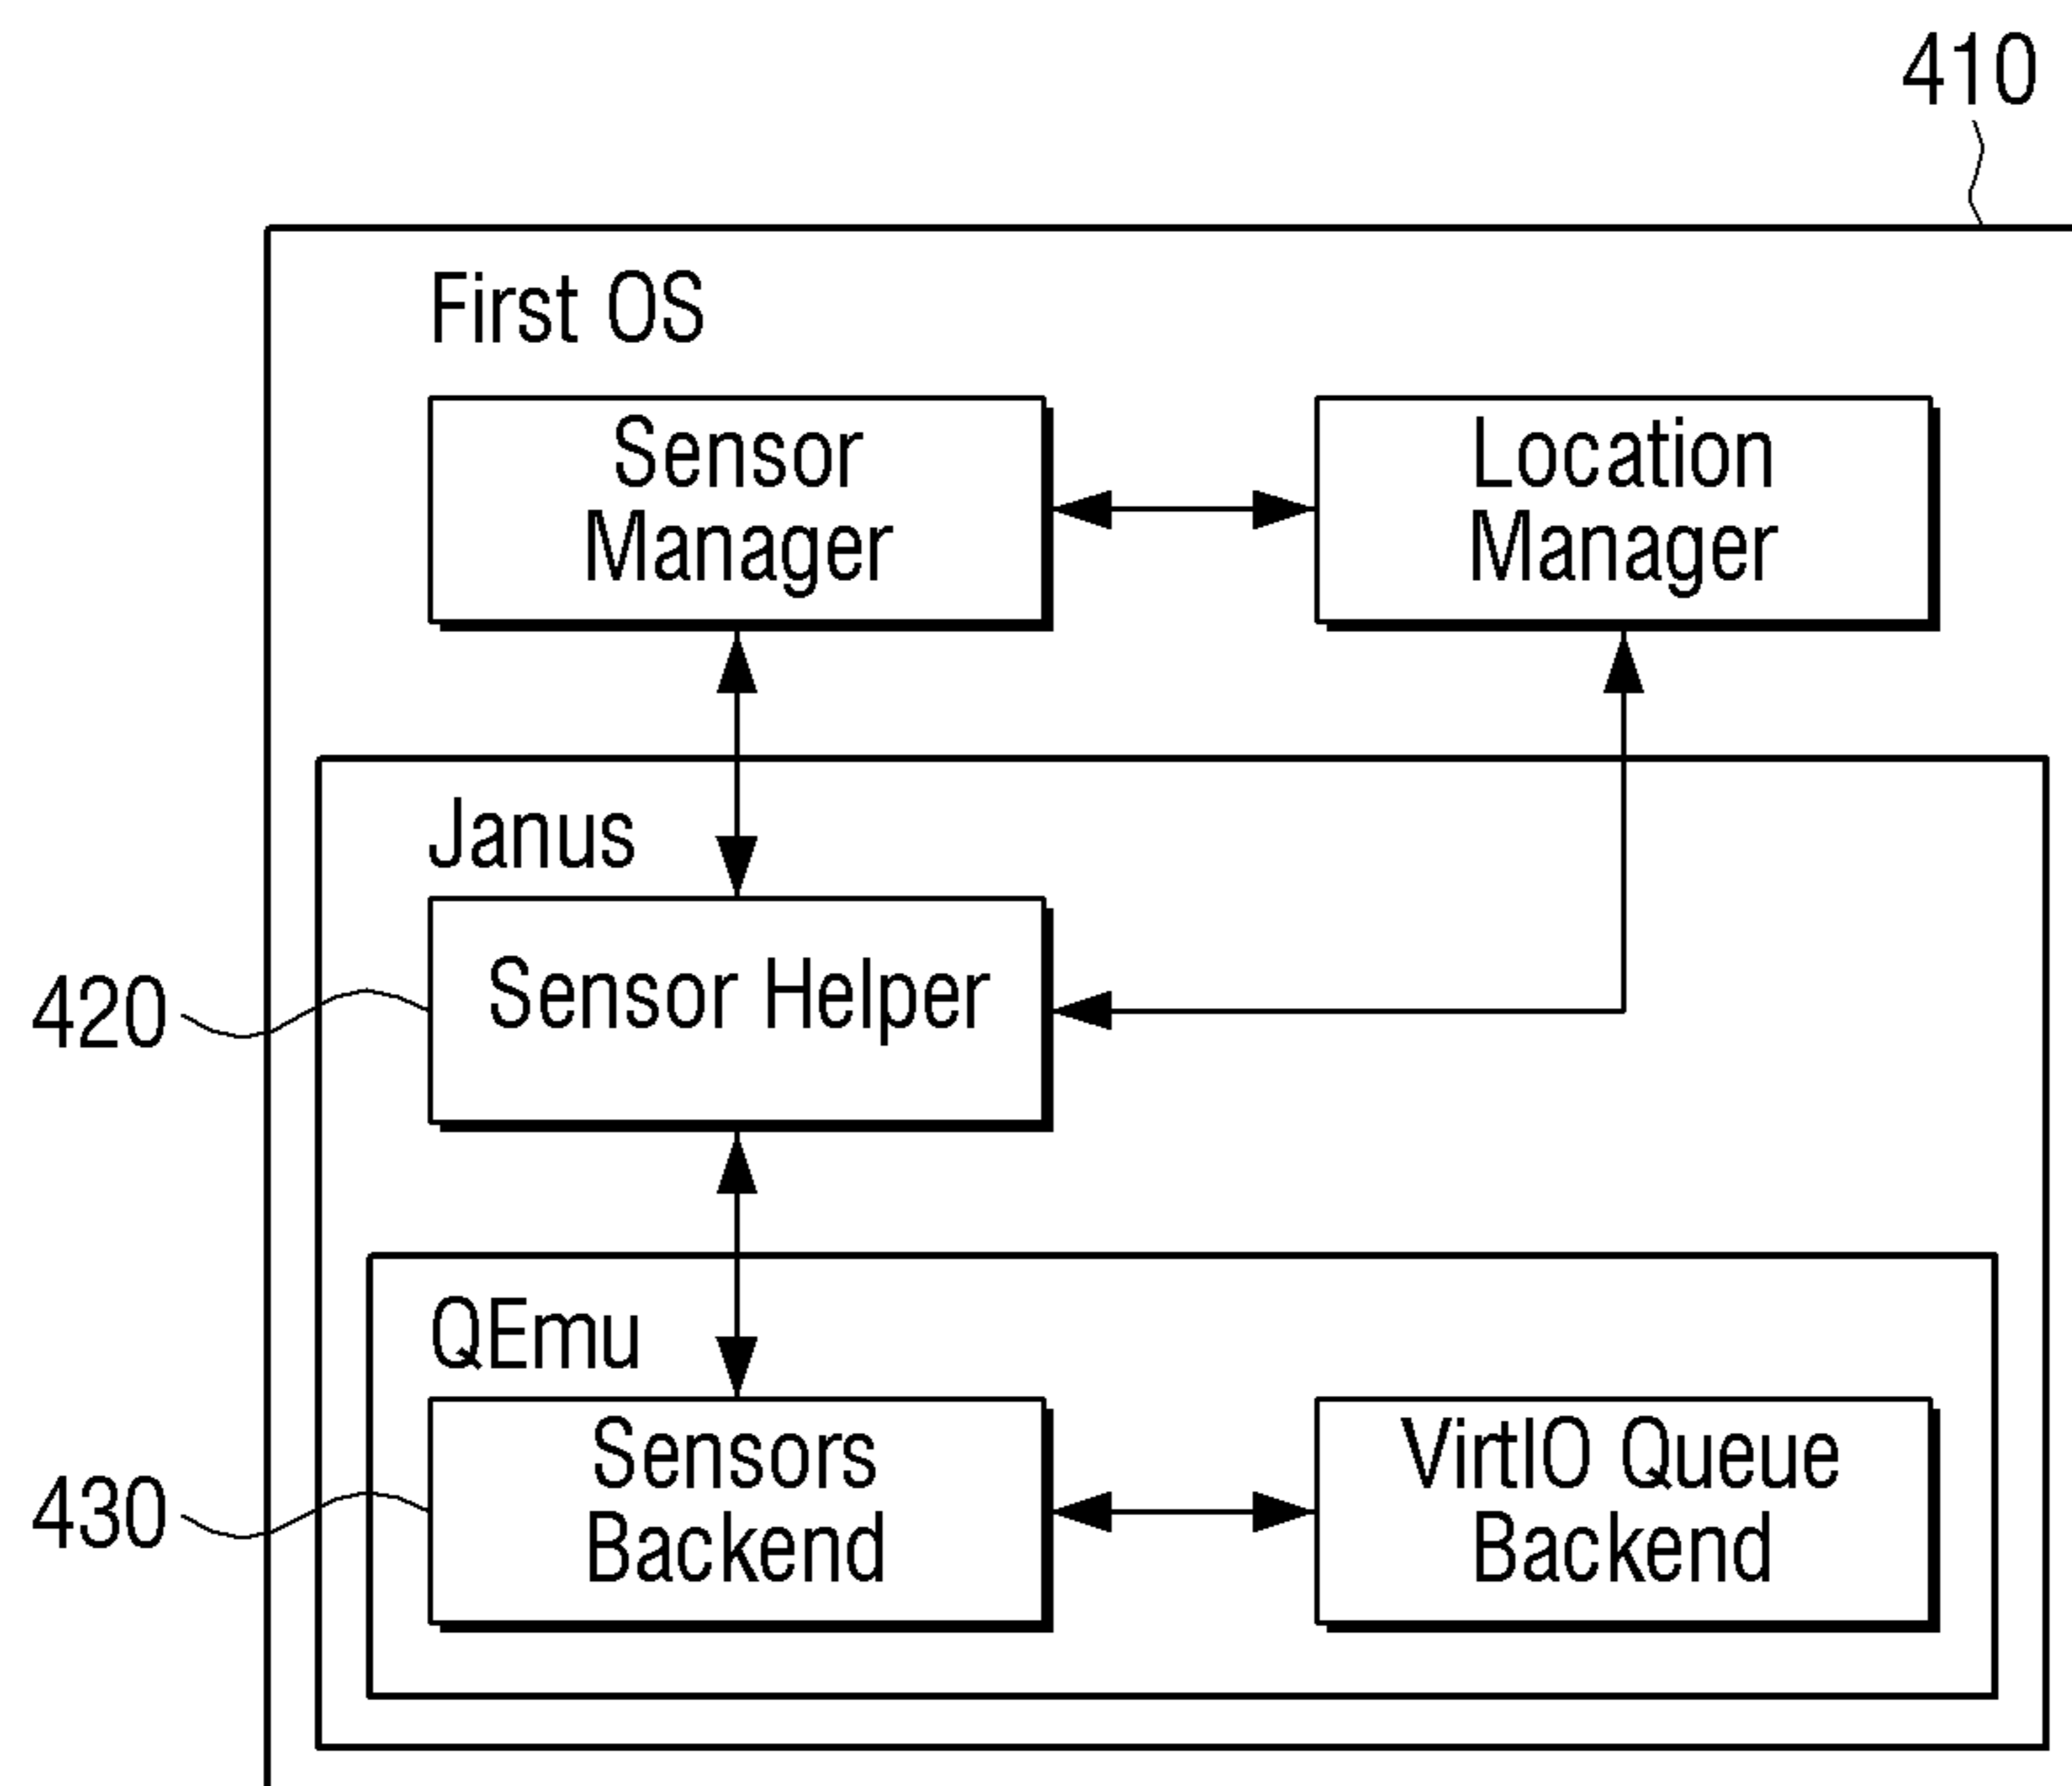 410
First OS
Sensor
Manager
Location
Manager
Janus
420
Sensor Helper
QEmu
430
Sensors
Backend
VirtIO Queue
Backend